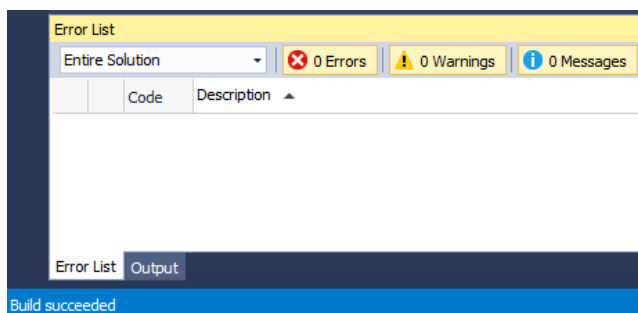 Error List
Entire Solution 0 Errors 0 Warnings 0 Messages
Code Description
Error List Output
Build succeeded